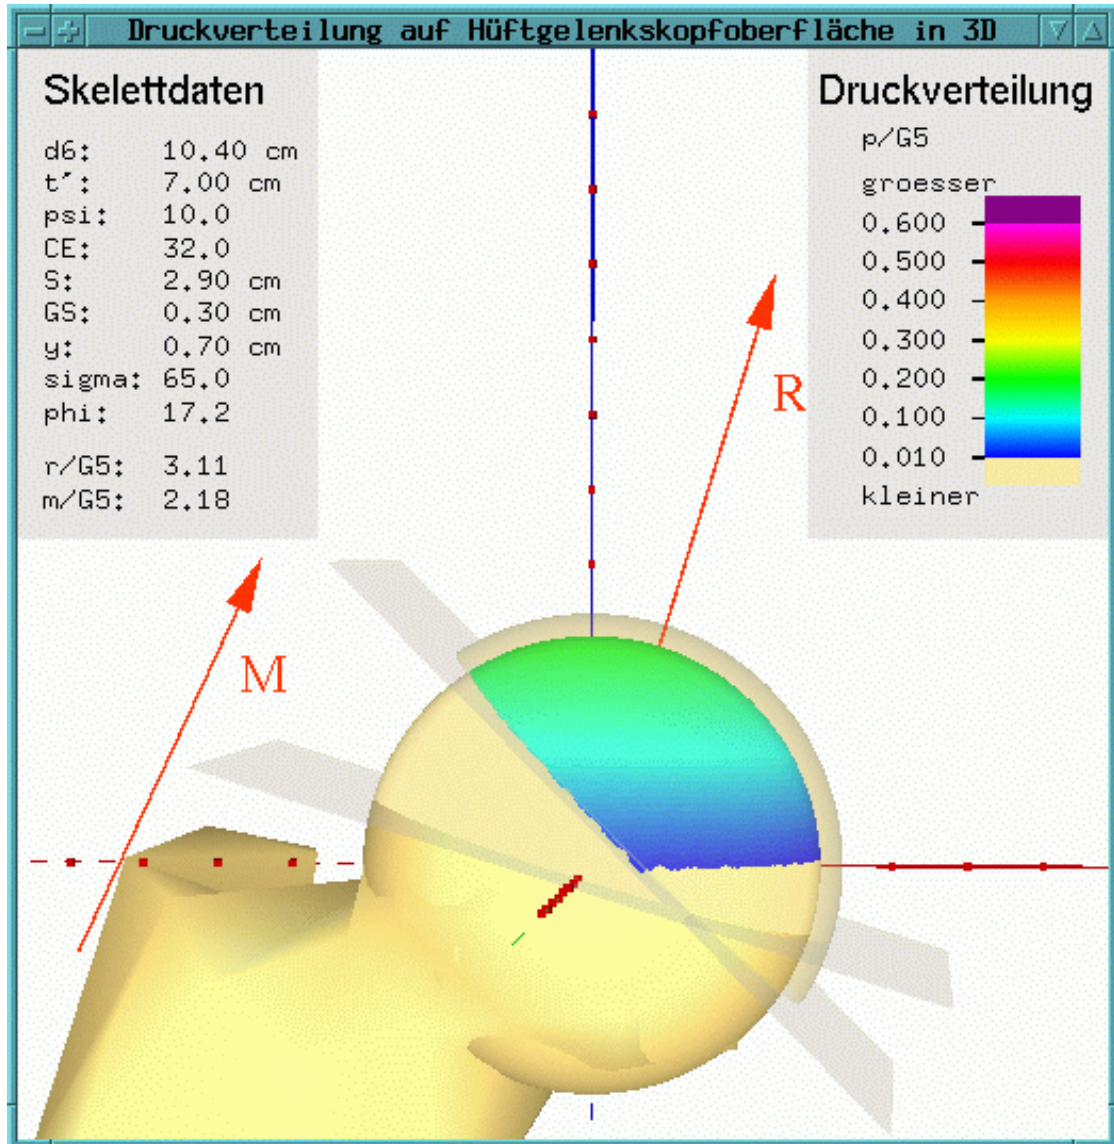 Druckverteilung auf Hüftgelenkskopfoberfläche in 3D
Skelettdaten
d6: 10.40 cm
t´: 7.00 cm
psi: 10.0
CE: 32.0
S: 2.90 cm
GS: 0.30 cm
y: 0.70 cm
sigma: 65.0
phi: 17.2
r/G5: 3.11
m/G5: 2.18
Druckverteilung
p/G5
groesser
0.600
0.500
0.400
0.300
0.200
0.100
0.010
kleiner
R
M